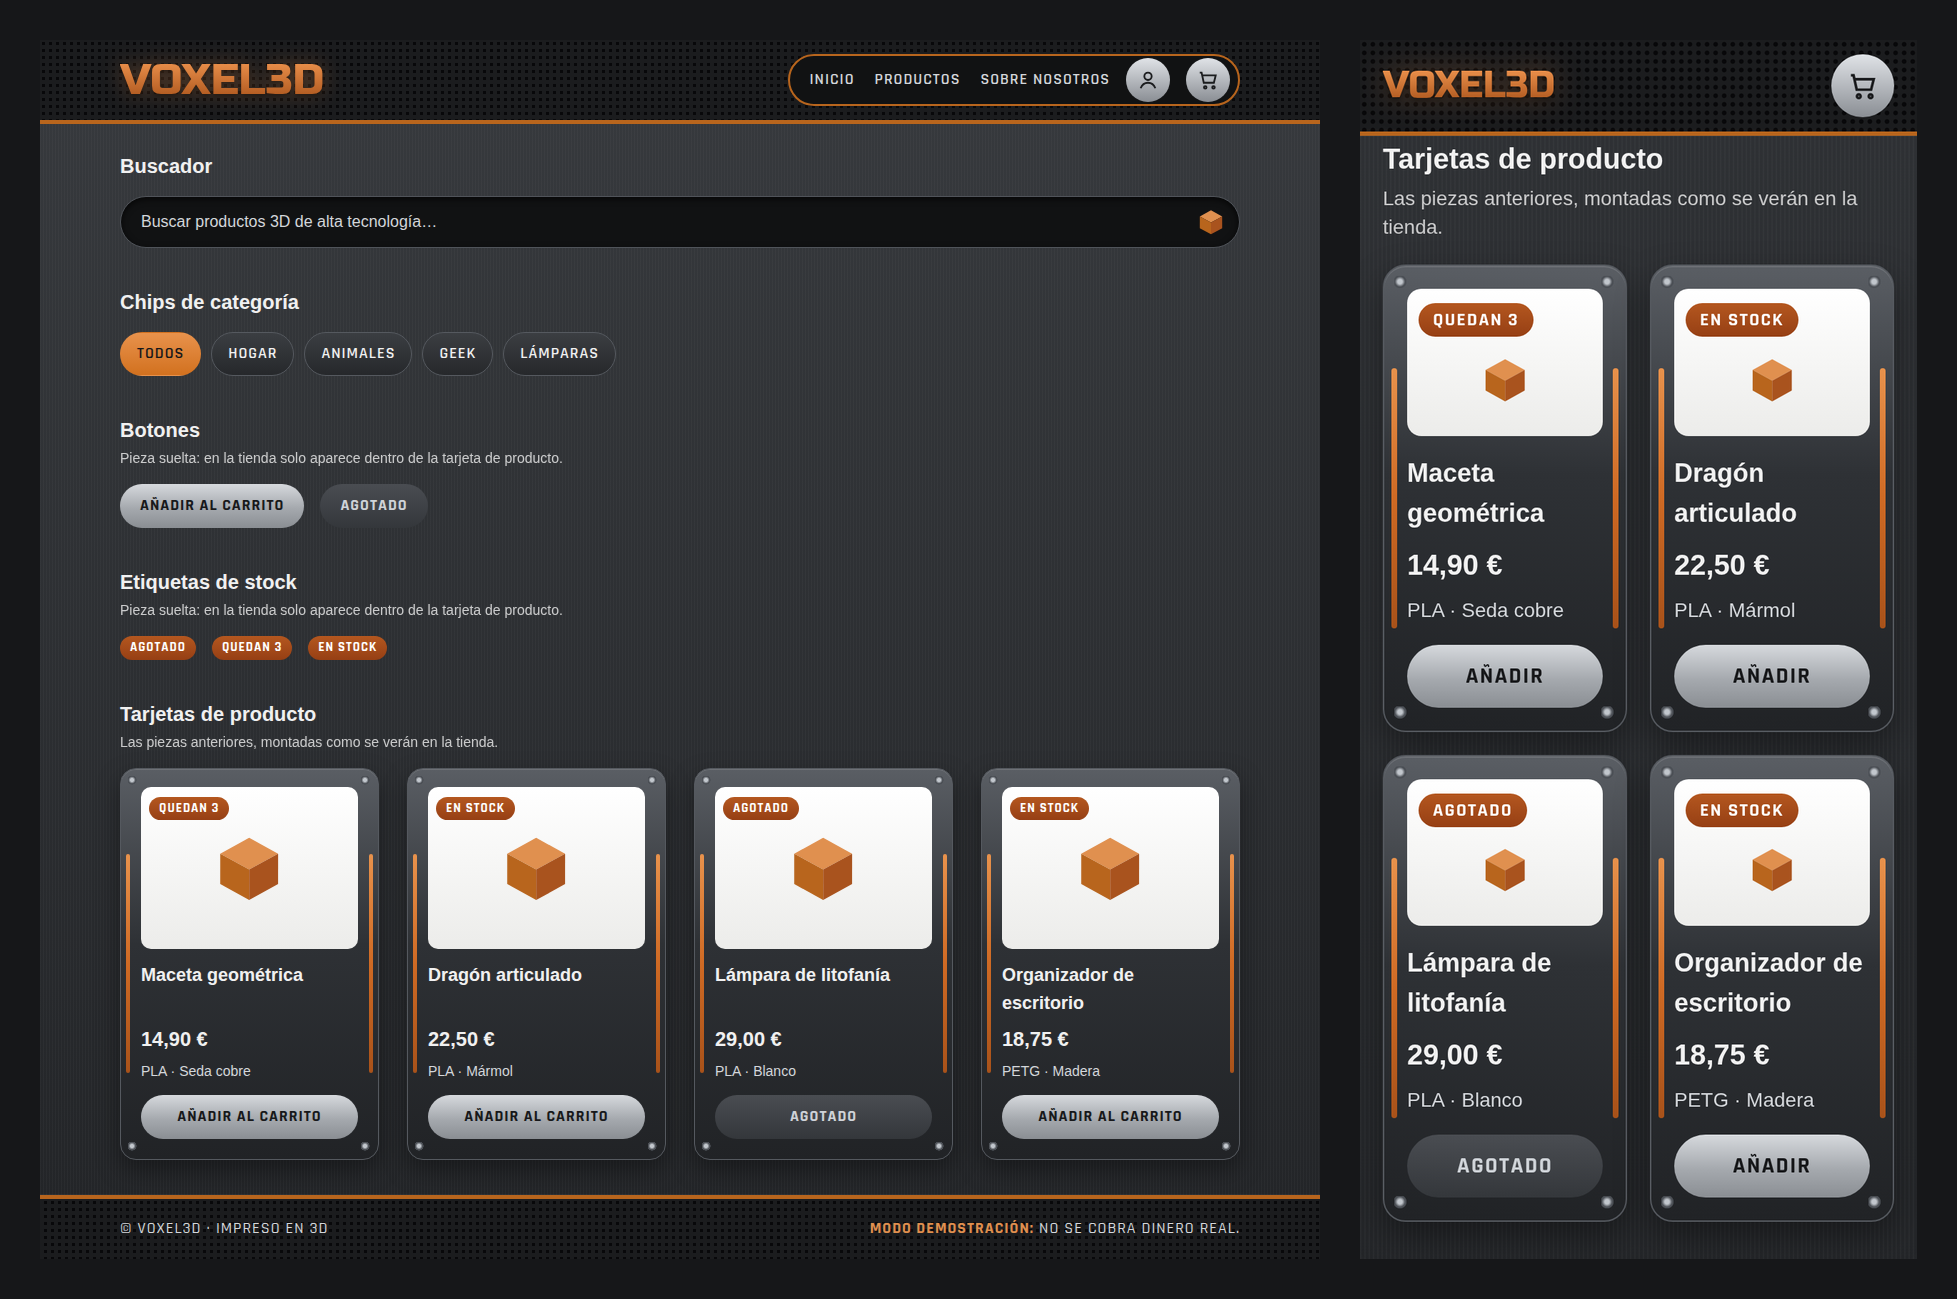 VOXEL3D
INICIO PRODUCTOS SOBRE NOSOTROS
Buscador
Buscar productos 3D de alta tecnología…
Chips de categoría
TODOS HOGAR ANIMALES GEEK LÁMPARAS
Botones
Pieza suelta: en la tienda solo aparece dentro de la tarjeta de producto.
AÑADIR AL CARRITO AGOTADO
Etiquetas de stock
Pieza suelta: en la tienda solo aparece dentro de la tarjeta de producto.
AGOTADO QUEDAN 3 EN STOCK
Tarjetas de producto
Las piezas anteriores, montadas como se verán en la tienda.
QUEDAN 3
Maceta geométrica
14,90 €
PLA · Seda cobre
AÑADIR AL CARRITO
EN STOCK
Dragón articulado
22,50 €
PLA · Mármol
AÑADIR AL CARRITO
AGOTADO
Lámpara de litofanía
29,00 €
PLA · Blanco
AGOTADO
EN STOCK
Organizador de
escritorio
18,75 €
PETG · Madera
AÑADIR AL CARRITO
© VOXEL3D · IMPRESO EN 3D
MODO DEMOSTRACIÓN: NO SE COBRA DINERO REAL.
VOXEL3D
Tarjetas de producto
Las piezas anteriores, montadas como se verán en la
tienda.
QUEDAN 3
Maceta
geométrica
14,90 €
PLA · Seda cobre
AÑADIR
EN STOCK
Dragón
articulado
22,50 €
PLA · Mármol
AÑADIR
AGOTADO
Lámpara de
litofanía
29,00 €
PLA · Blanco
AGOTADO
EN STOCK
Organizador de
escritorio
18,75 €
PETG · Madera
AÑADIR